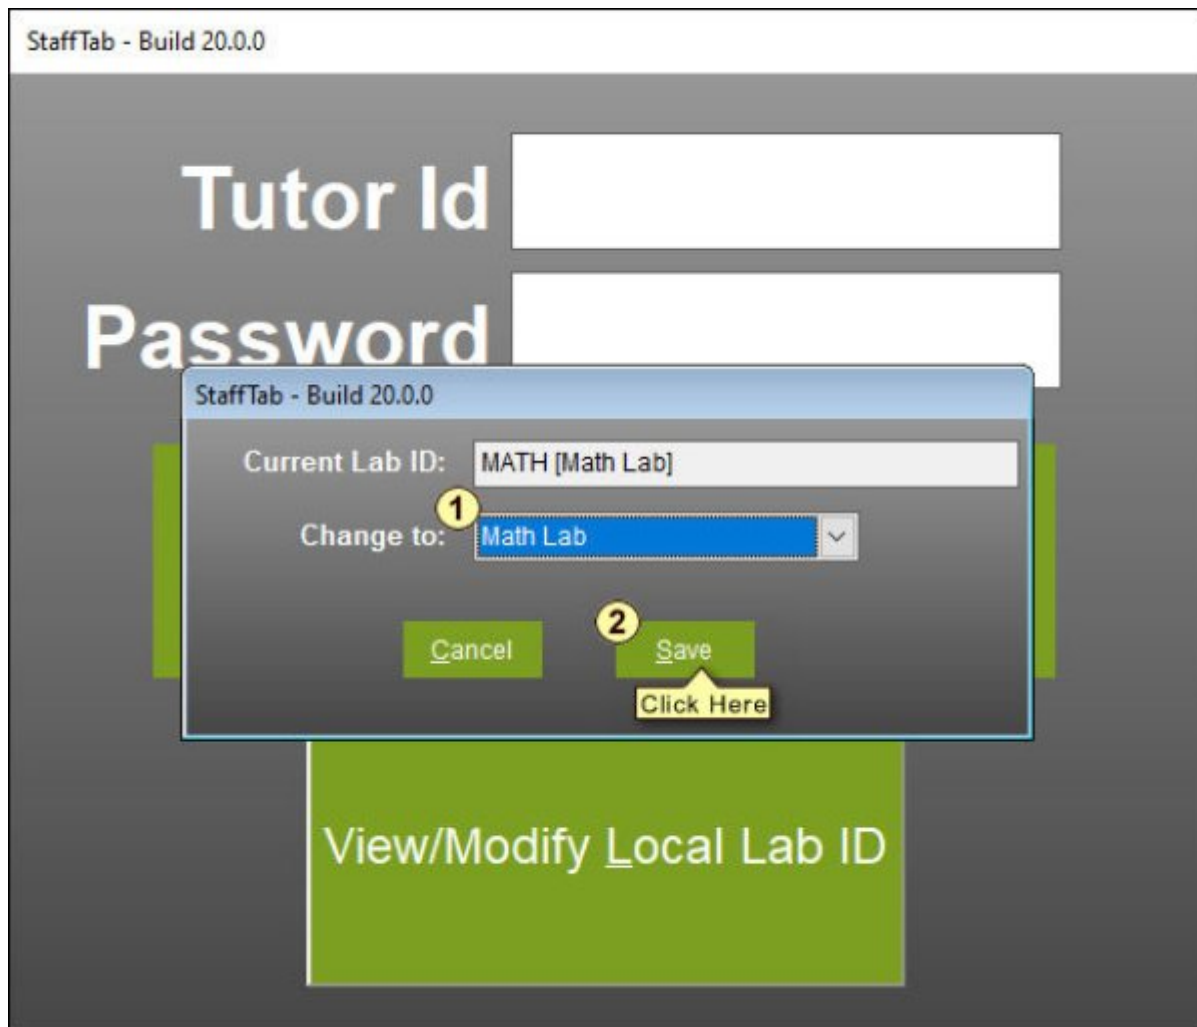 StaffTab - Build 20.0.0
Tutor Id
Password
StaffTab - Build 20.0.0
Current Lab ID: MATH [Math Lab]
1
Change to: Math Lab
2
Cancel Save
Click Here
View/Modify Local Lab ID